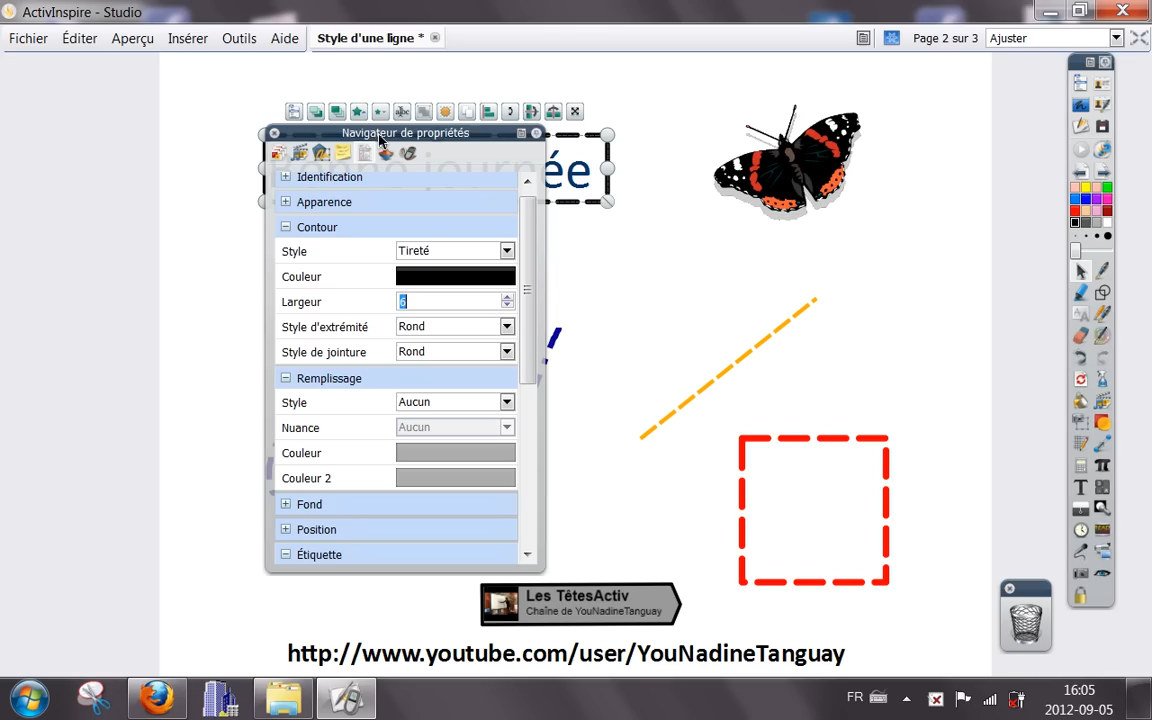 ActivInspire - Studio
Fichier Éditer Aperçu Insérer Outils Aide Style d'une ligne * Page 2 sur 3 Ajuster
Navigateur de propriétés
ée
Identification
Apparence
Contour
Style Tireté
Couleur
Largeur 6
Style d'extrémité Rond
Style de jointure Rond
Remplissage
Style Aucun
Nuance Aucun
Couleur
Couleur 2
Fond
Position
Étiquette
Les TêtesActiv
Chaîne de YouNadineTanguay
http://www.youtube.com/user/YouNadineTanguay
FR
16:05
2012-09-05